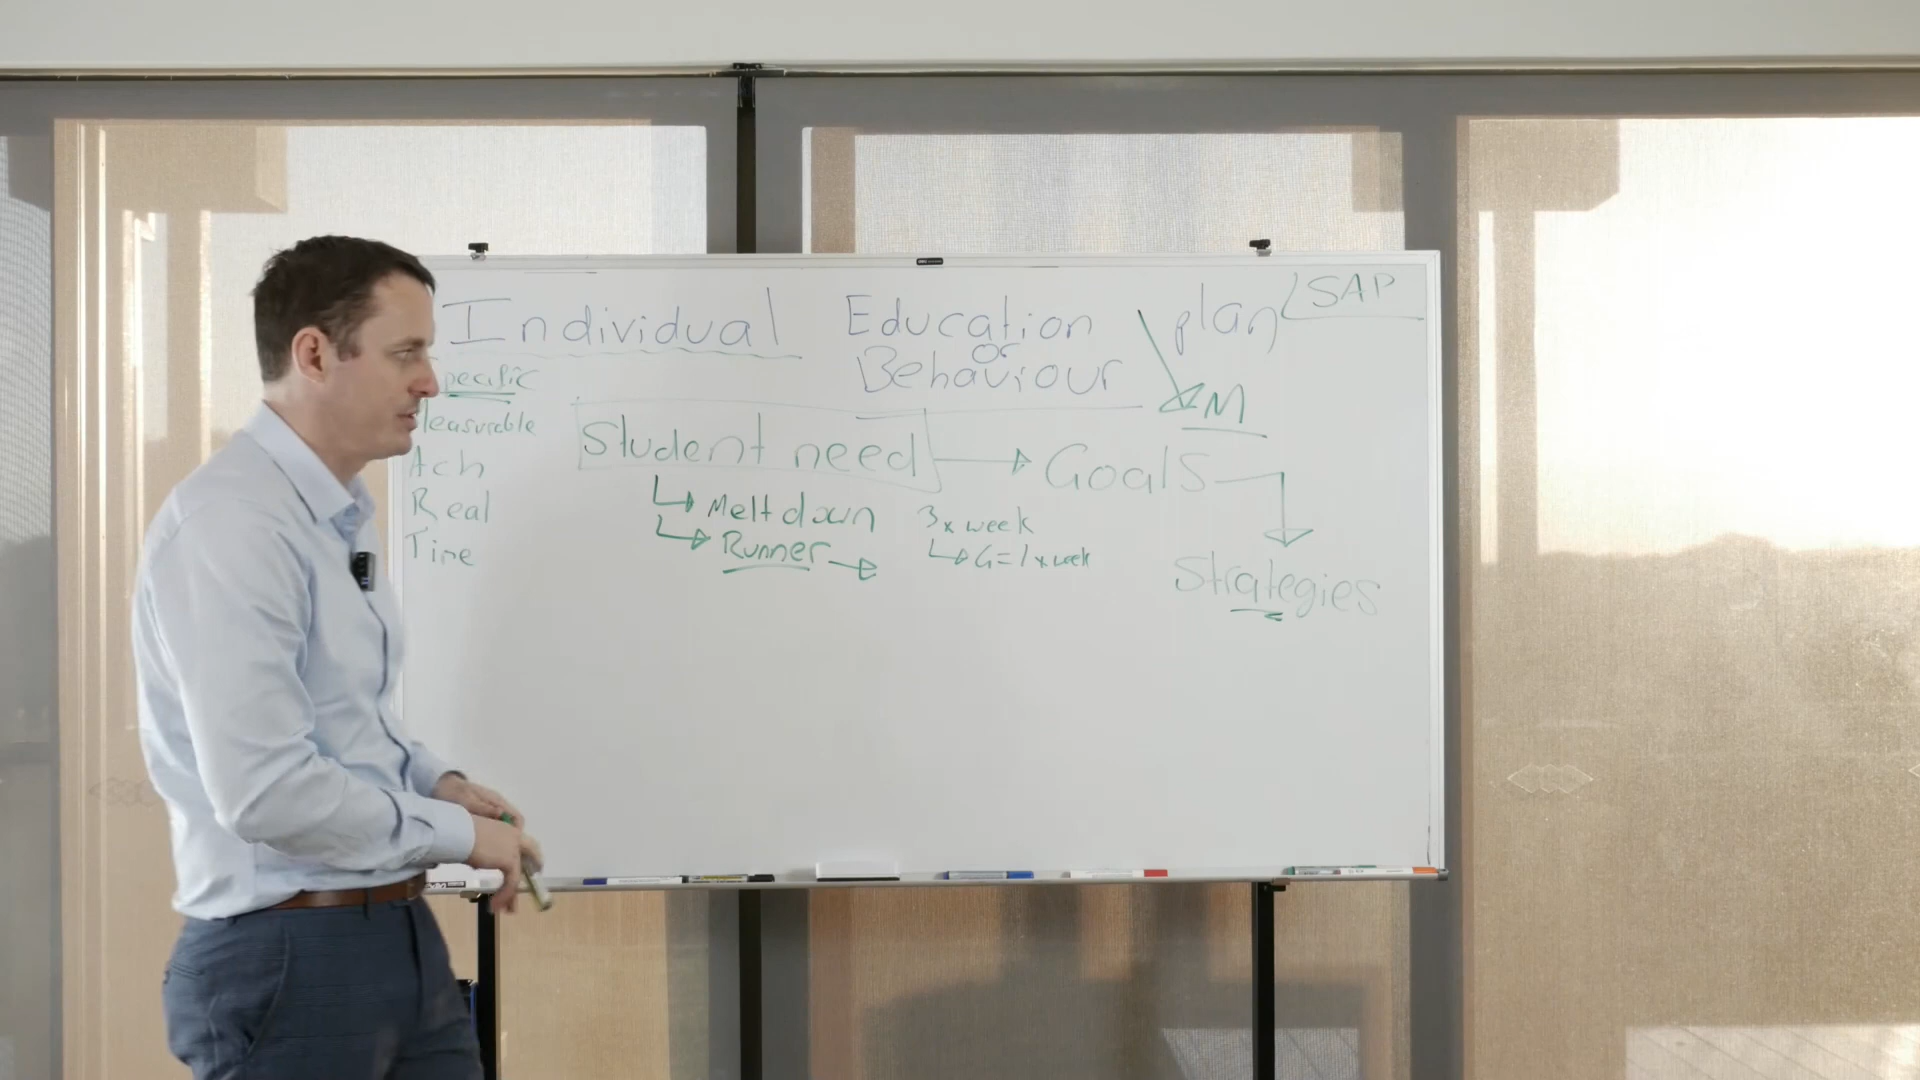 Individual Education plan SAP
or
Behaviour
pecific
Measurable
Ach
Real
Time
M
Student need
Goals
Meltdown
Runner
3x week
G=1x week
Strategies